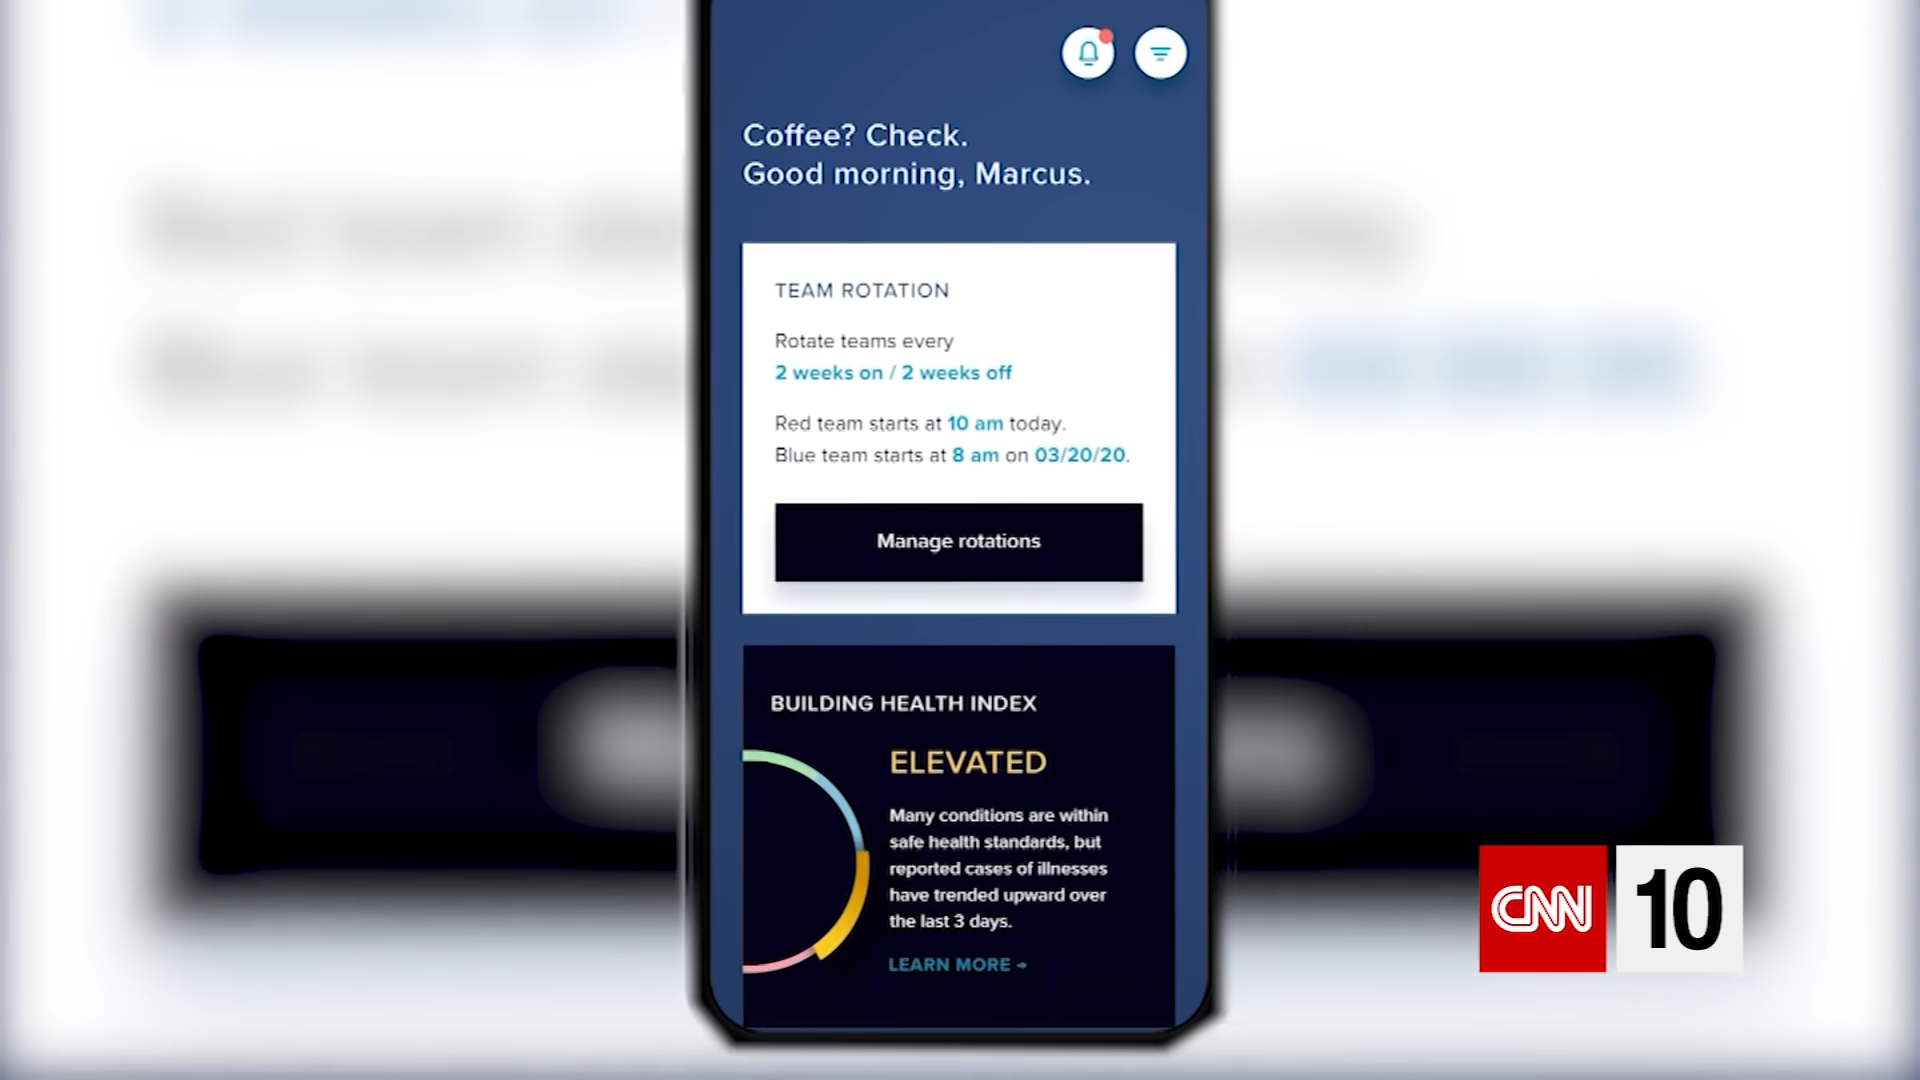 Coffee? Check.
Good morning, Marcus.
TEAM ROTATION
Rotate teams every
2 weeks on / 2 weeks off
Red team starts at 10 am today.
Blue team starts at 8 am on 03/20/20.
Manage rotations
BUILDING HEALTH INDEX
ELEVATED
Many conditions are within
safe health standards, but
reported cases of illnesses
have trended upward over
the last 3 days.
LEARN MORE →
CNN 10